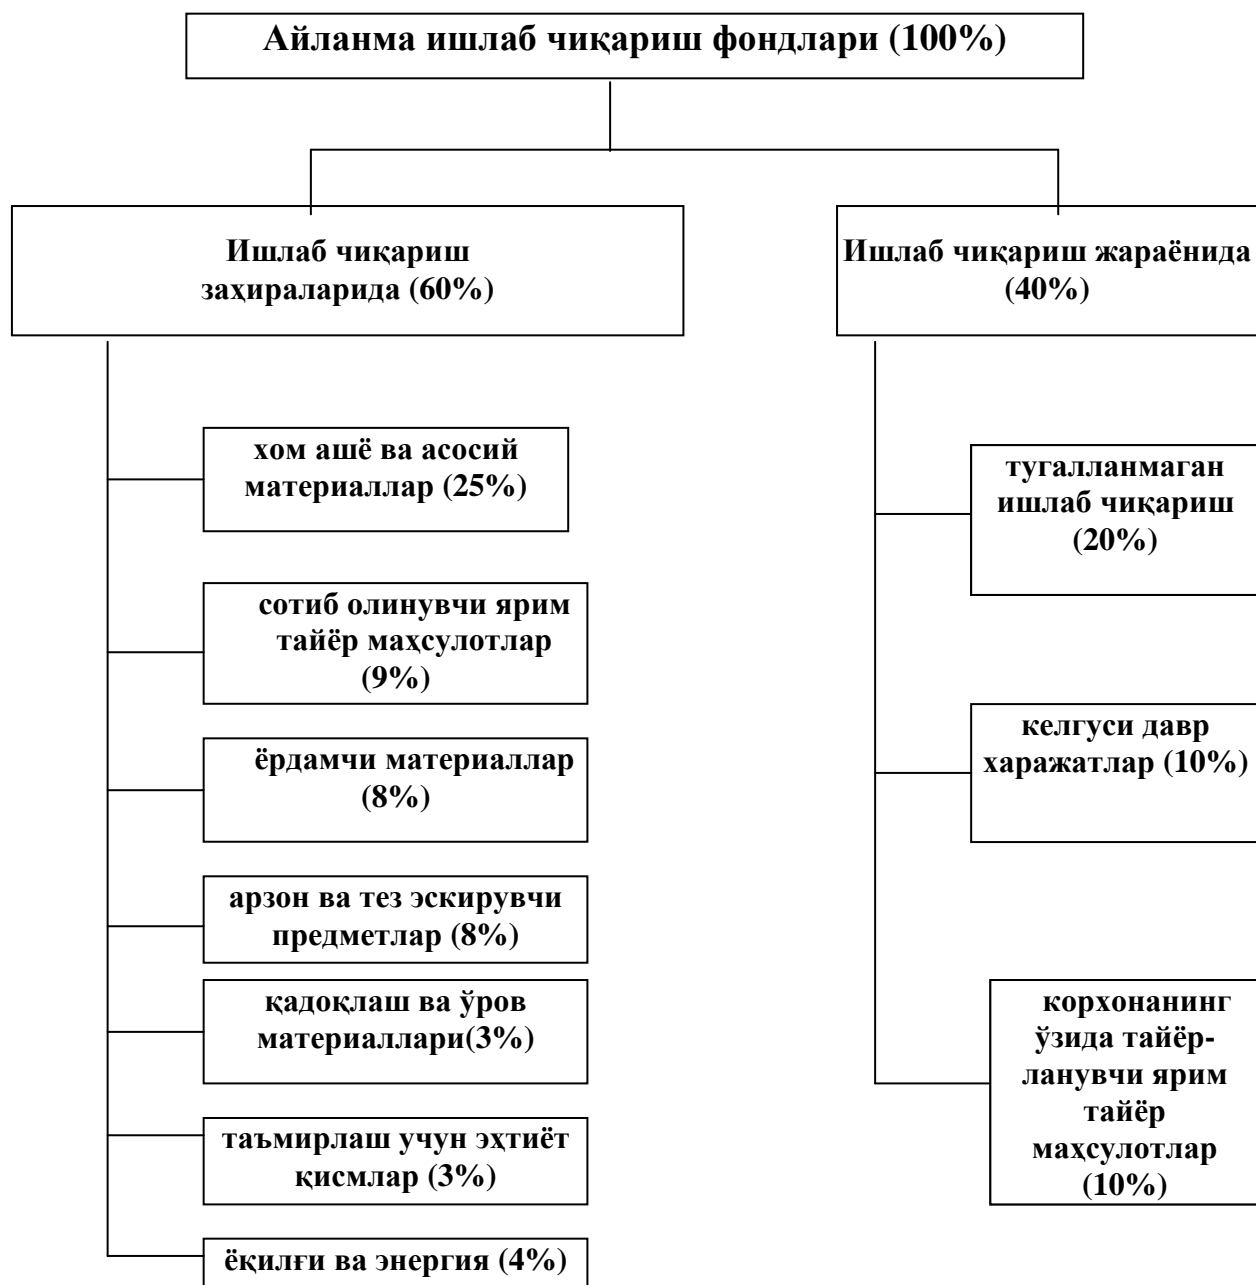 Айланма ишлаб чиқариш фондлари (100%)
Ишлаб чиқариш
заҳираларида (60%)
Ишлаб чиқариш жараёнида
(40%)
хом ашё ва асосий
материаллар (25%)
сотиб олинувчи ярим
тайёр маҳсулотлар
(9%)
ёрдамчи материаллар
(8%)
арзон ва тез эскирувчи
предметлар (8%)
қадоқлаш ва ўров
материаллари(3%)
таъмирлаш учун эҳтиёт
қисмлар (3%)
ёқилғи ва энергия (4%)
тугалланмаган
ишлаб чиқариш
(20%)
келгуси давр
харажатлар (10%)
корхонанинг
ўзида тайёр-
ланувчи ярим
тайёр
маҳсулотлар
(10%)